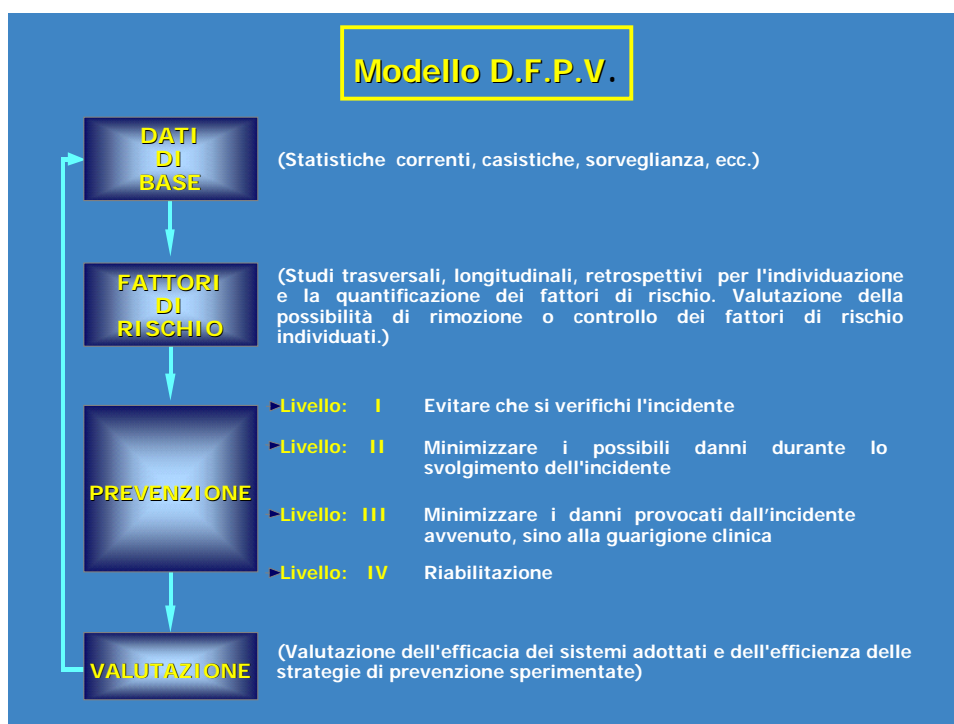 Modello D.F.P.V.
DATI
DI
BASE
(Statistiche correnti, casistiche, sorveglianza, ecc.)
FATTORI
DI
RISCHIO
(Studi trasversali, longitudinali, retrospettivi per l'individuazione
e la quantificazione dei fattori di rischio. Valutazione della
possibilità di rimozione o controllo dei fattori di rischio
individuati.)
PREVENZIONE
Livello: I Evitare che si verifichi l'incidente
Livello: II Minimizzare i possibili danni durante lo
svolgimento dell'incidente
Livello: III Minimizzare i danni provocati dall’incidente
avvenuto, sino alla guarigione clinica
Livello: IV Riabilitazione
VALUTAZIONE
(Valutazione dell'efficacia dei sistemi adottati e dell'efficienza delle
strategie di prevenzione sperimentate)